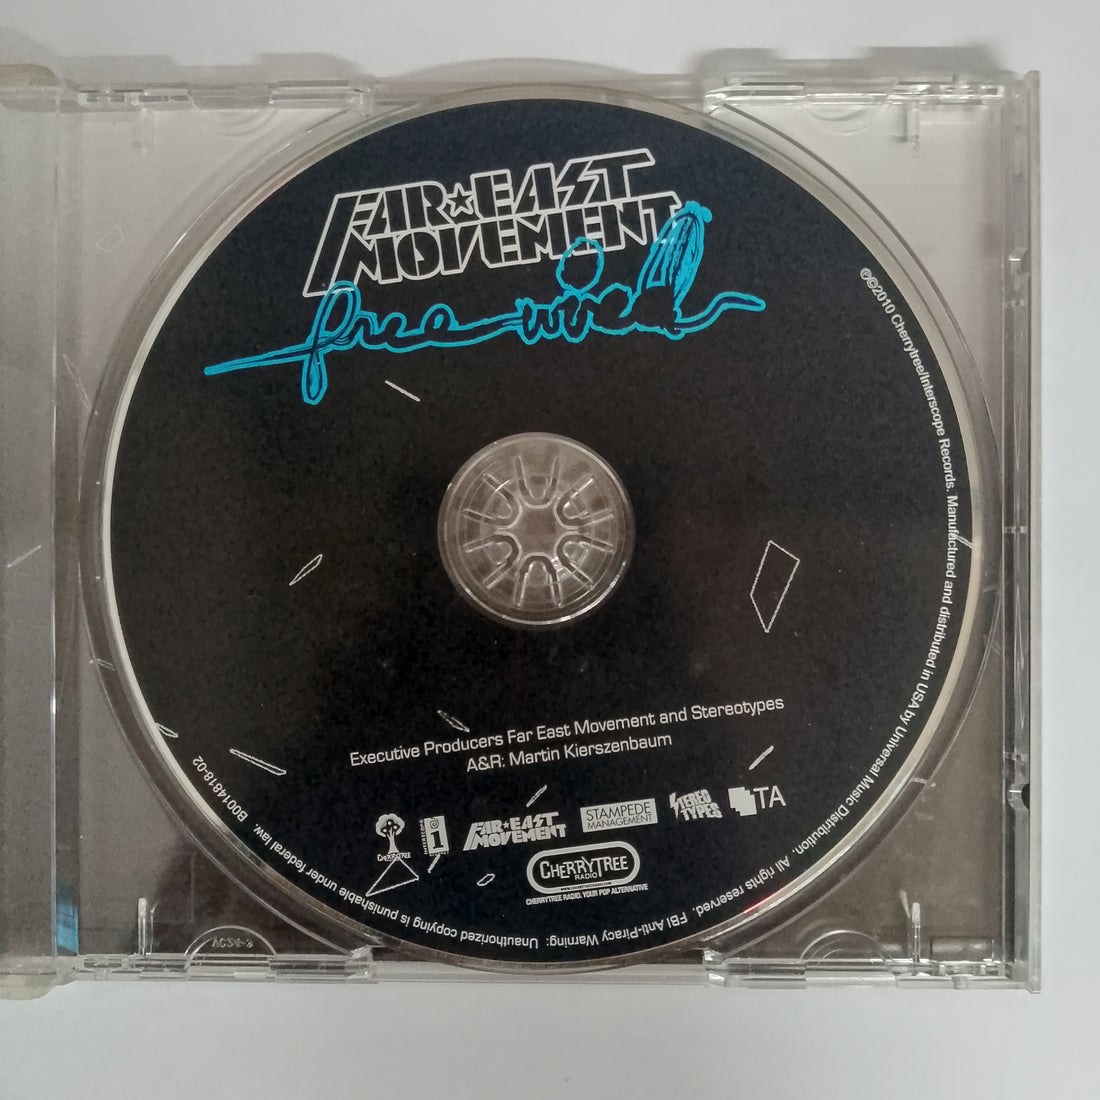 FAR★EAST
MOVEMENT
free wired
℗©2010 Cherrytree/Interscope Records. Manufactured and distributed in USA by Universal Music Distribution. All rights reserved. FBI Anti-Piracy Warning: Unauthorized copying is punishable under federal law. B0014818-02
Executive Producers Far East Movement and Stereotypes
A&R: Martin Kierszenbaum
CHERRYTREE
INTERSCOPE
FAR★EAST
MOVEMENT
STAMPEDE
MANAGEMENT
STEREO
TYPES
TA
CHERRYTREE
RADIO
CHERRYTREE RADIO. YOUR POP ALTERNATIVE